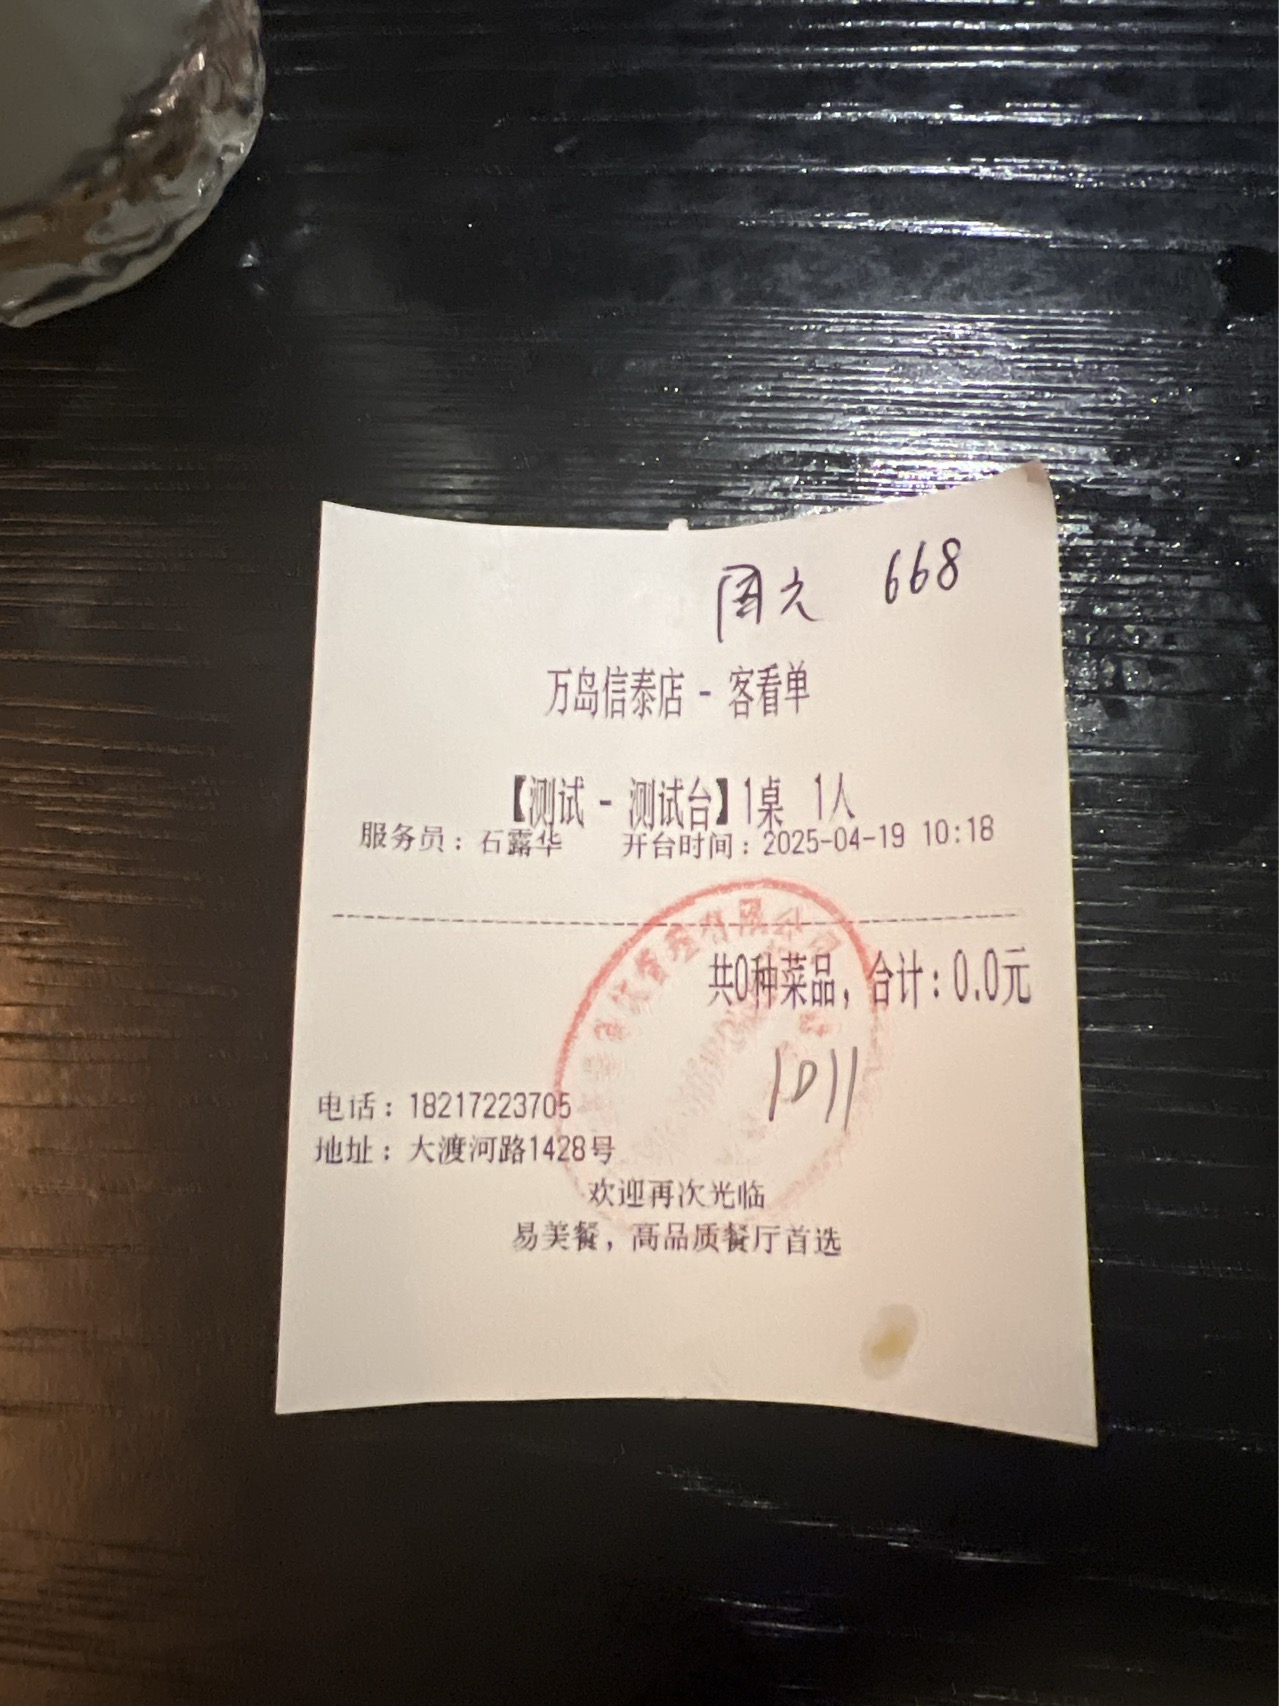 668
万岛信泰店 - 客看单
【测试 - 测试台】1桌 1人
服务员：石露华 开台时间：2025-04-19 10:18
共0种菜品，合计：0.0元
1011
电话：18217223705
地址：大渡河路1428号
欢迎再次光临
易美餐，高品质餐厅首选